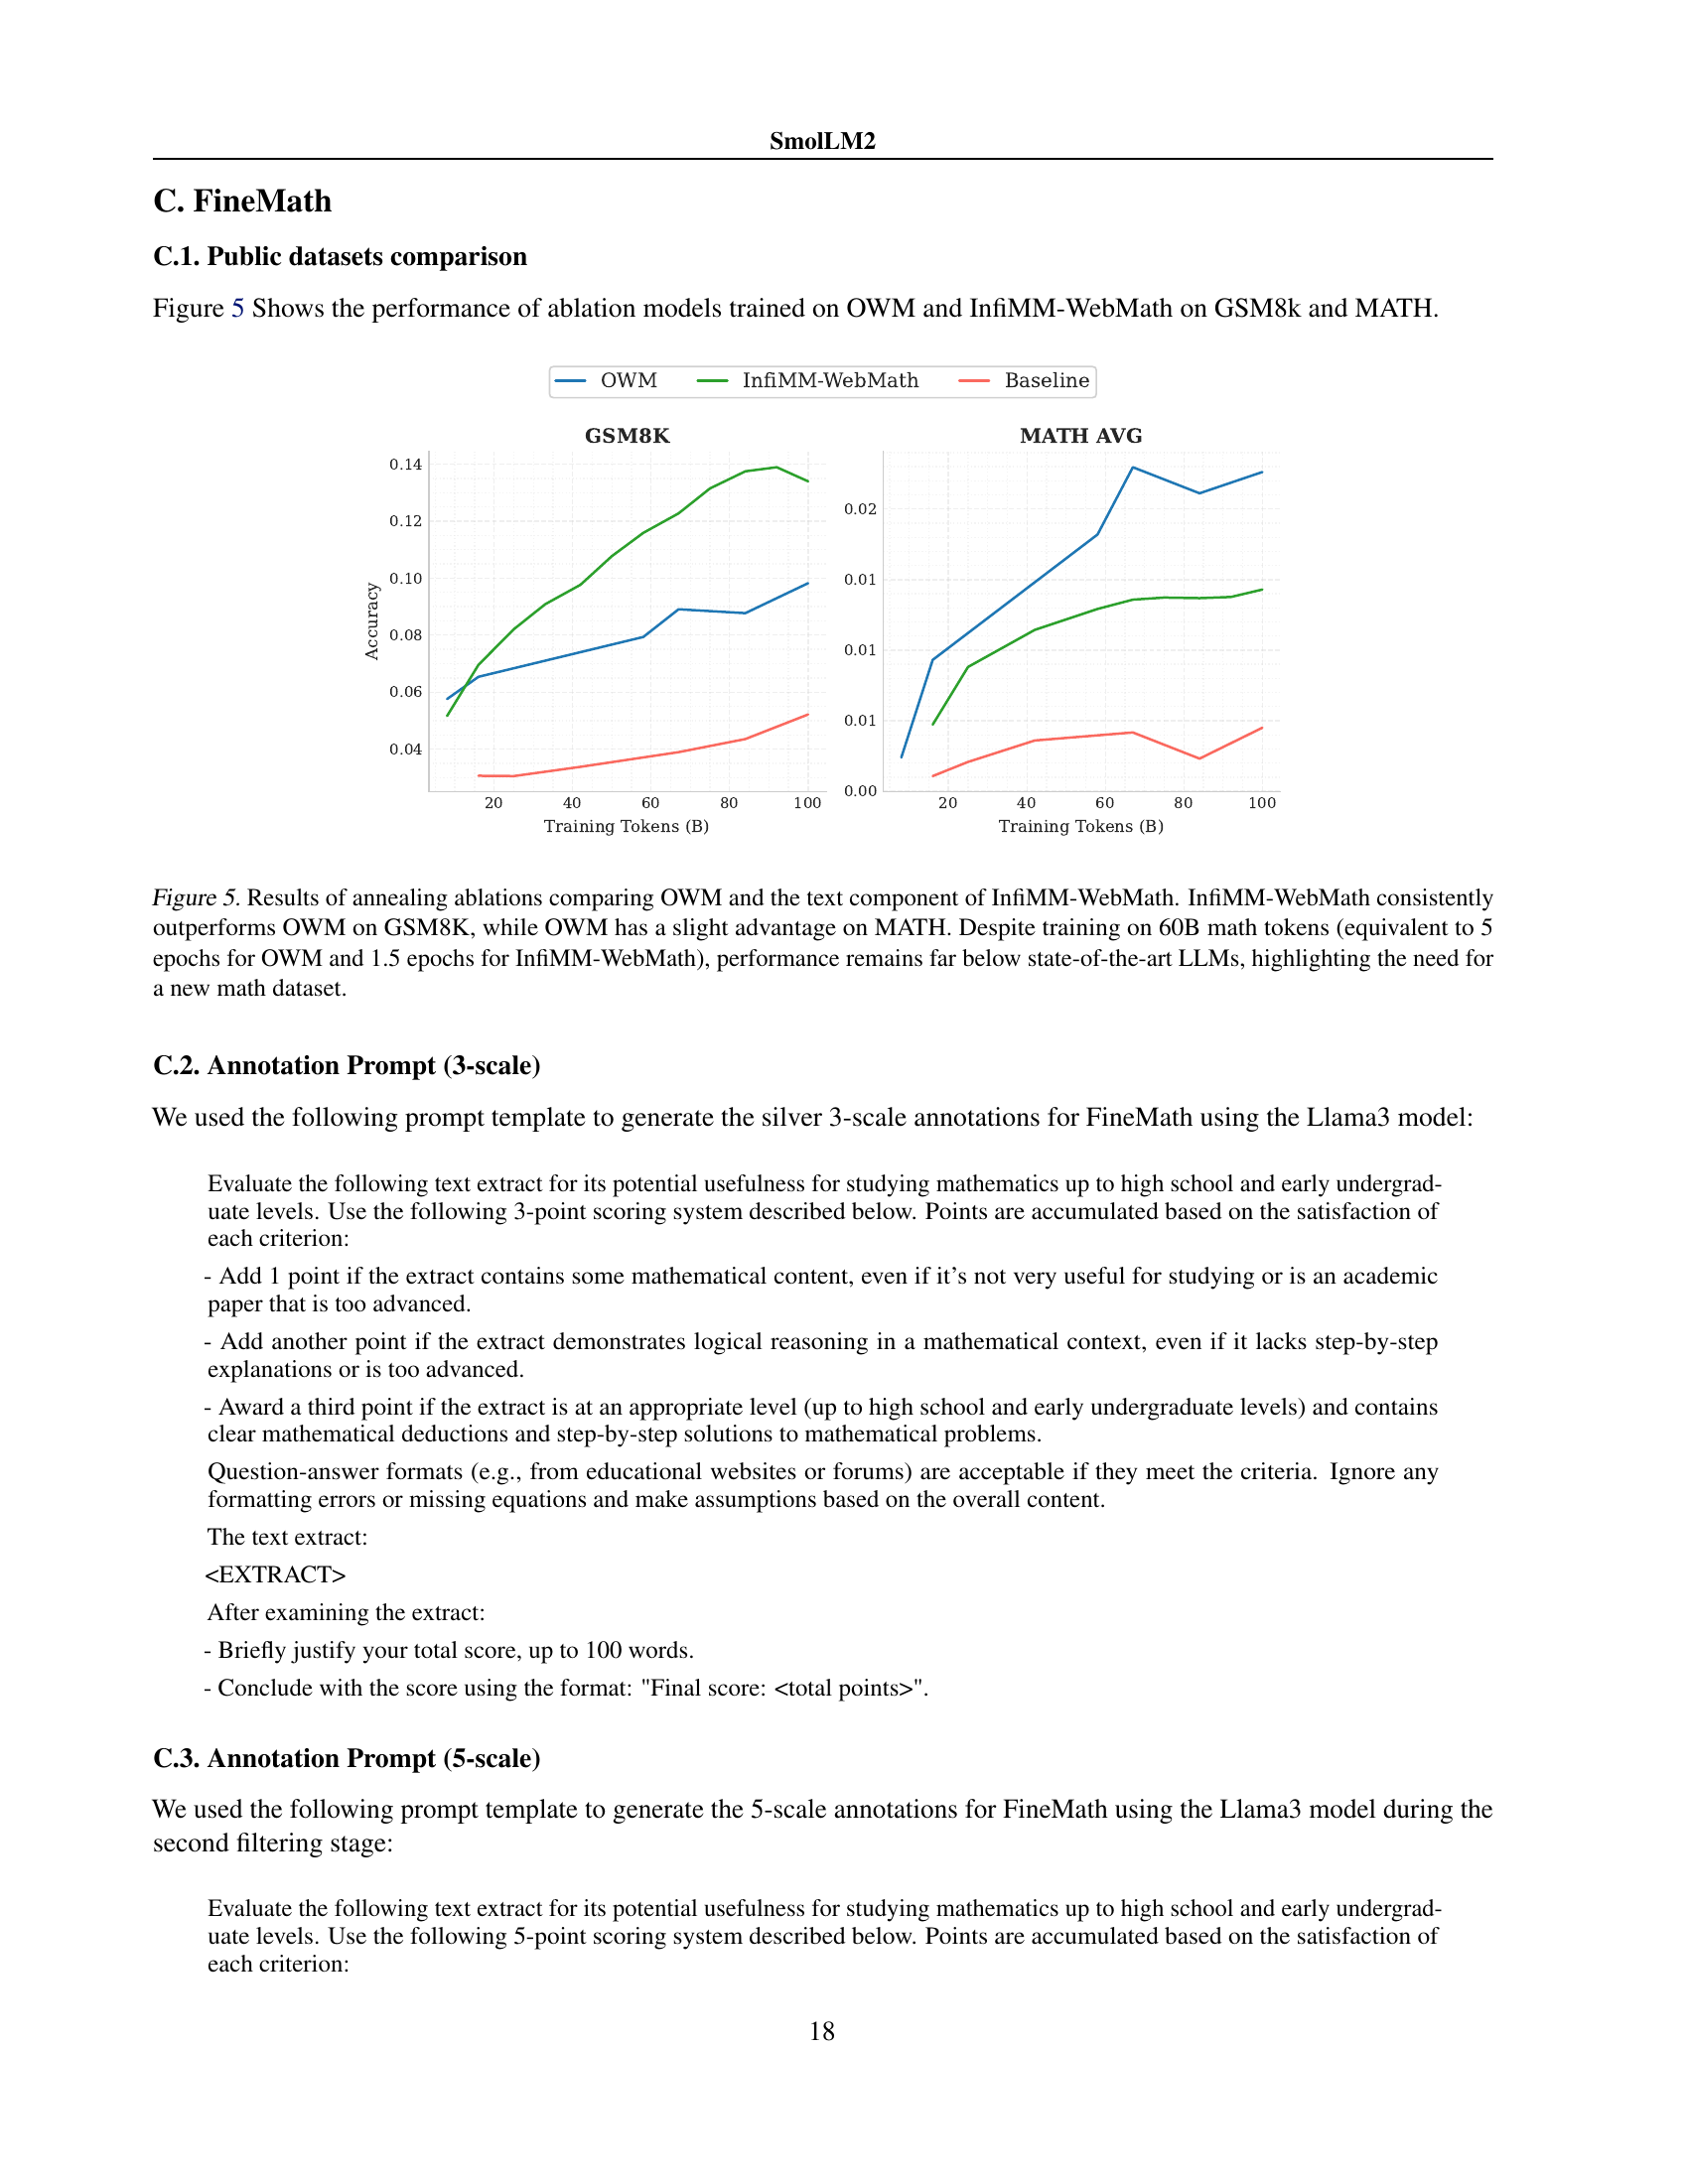 SmolLM2
C. FineMath
C.1. Public datasets comparison
Figure 5 Shows the performance of ablation models trained on OWM and InfiMM-WebMath on GSM8k and MATH.
OWM InfiMM-WebMath Baseline
GSM8K
0.14
0.12
0.10
0.08
0.06
0.04
Accuracy
20 40 60 80 100
Training Tokens (B)
MATH AVG
0.02
0.01
0.01
0.01
0.00
20 40 60 80 100
Training Tokens (B)
Figure 5. Results of annealing ablations comparing OWM and the text component of InfiMM-WebMath. InfiMM-WebMath consistently
outperforms OWM on GSM8K, while OWM has a slight advantage on MATH. Despite training on 60B math tokens (equivalent to 5
epochs for OWM and 1.5 epochs for InfiMM-WebMath), performance remains far below state-of-the-art LLMs, highlighting the need for
a new math dataset.
C.2. Annotation Prompt (3-scale)
We used the following prompt template to generate the silver 3-scale annotations for FineMath using the Llama3 model:
Evaluate the following text extract for its potential usefulness for studying mathematics up to high school and early undergrad-
uate levels. Use the following 3-point scoring system described below. Points are accumulated based on the satisfaction of
each criterion:
- Add 1 point if the extract contains some mathematical content, even if it's not very useful for studying or is an academic
paper that is too advanced.
- Add another point if the extract demonstrates logical reasoning in a mathematical context, even if it lacks step-by-step
explanations or is too advanced.
- Award a third point if the extract is at an appropriate level (up to high school and early undergraduate levels) and contains
clear mathematical deductions and step-by-step solutions to mathematical problems.
Question-answer formats (e.g., from educational websites or forums) are acceptable if they meet the criteria. Ignore any
formatting errors or missing equations and make assumptions based on the overall content.
The text extract:
<EXTRACT>
After examining the extract:
- Briefly justify your total score, up to 100 words.
- Conclude with the score using the format: "Final score: <total points>".
C.3. Annotation Prompt (5-scale)
We used the following prompt template to generate the 5-scale annotations for FineMath using the Llama3 model during the
second filtering stage:
Evaluate the following text extract for its potential usefulness for studying mathematics up to high school and early undergrad-
uate levels. Use the following 5-point scoring system described below. Points are accumulated based on the satisfaction of
each criterion:
18